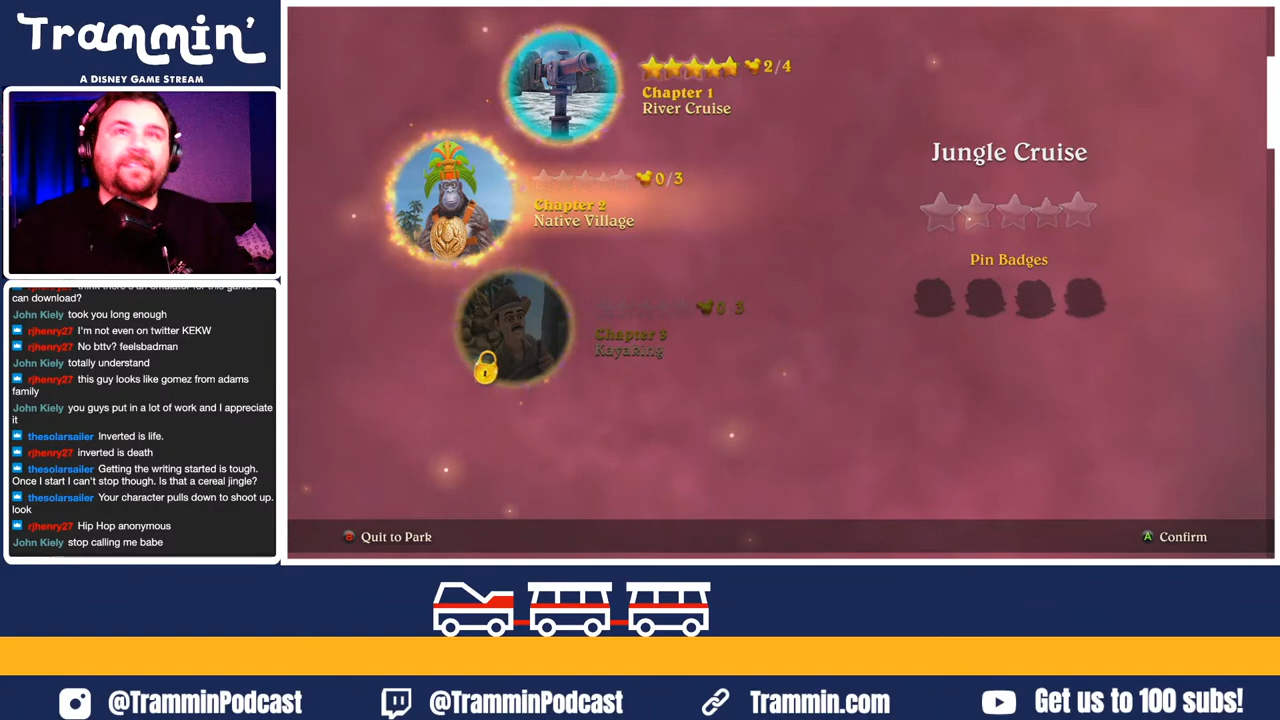 Trammin'
A DISNEY GAME STREAM
can download?
John Kiely took you long enough
rjhenry27 I'm not even on twitter KEKW
rjhenry27 No bttv? feelsbadman
John Kiely totally understand
rjhenry27 this guy looks like gomez from adams
family
John Kiely you guys put in a lot of work and I appreciate
it
thesolarsailer Inverted is life.
rjhenry27 inverted is death
thesolarsailer Getting the writing started is tough.
Once I start I can't stop though. Is that a cereal jingle?
thesolarsailer Your character pulls down to shoot up.
look
rjhenry27 Hip Hop anonymous
John Kiely stop calling me babe
2/4
Chapter 1
River Cruise
0/3
Chapter 2
Native Village
0 3
Chapter 3
Kayaking
Jungle Cruise
Pin Badges
Quit to Park
A Confirm
@TramminPodcast
@TramminPodcast
Trammin.com
Get us to 100 subs!